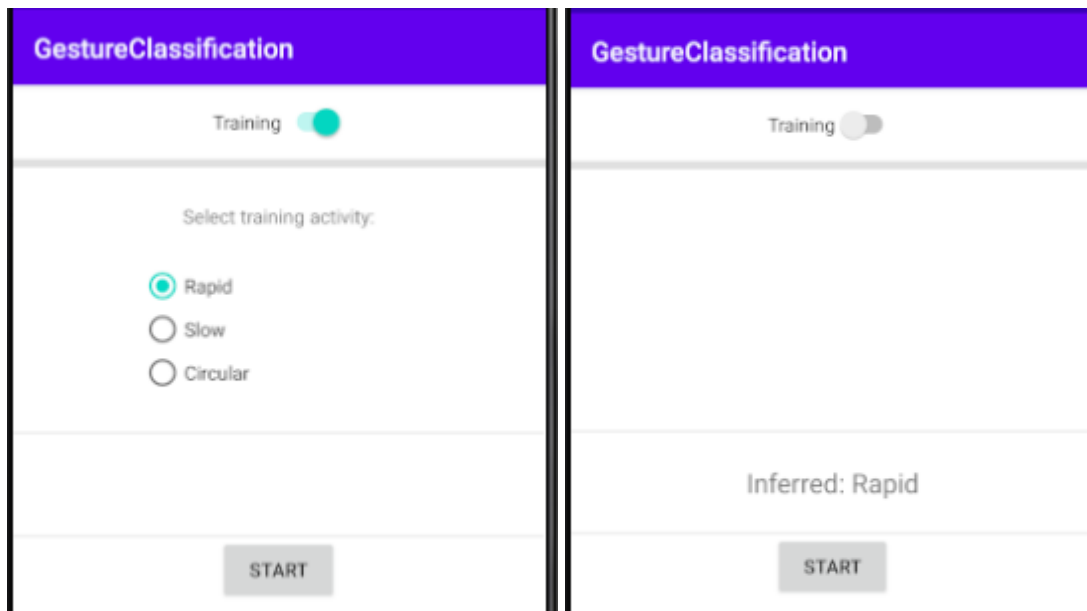 GestureClassification
Training
Select training activity:
Rapid
Slow
Circular
START
GestureClassification
Training
Inferred: Rapid
START